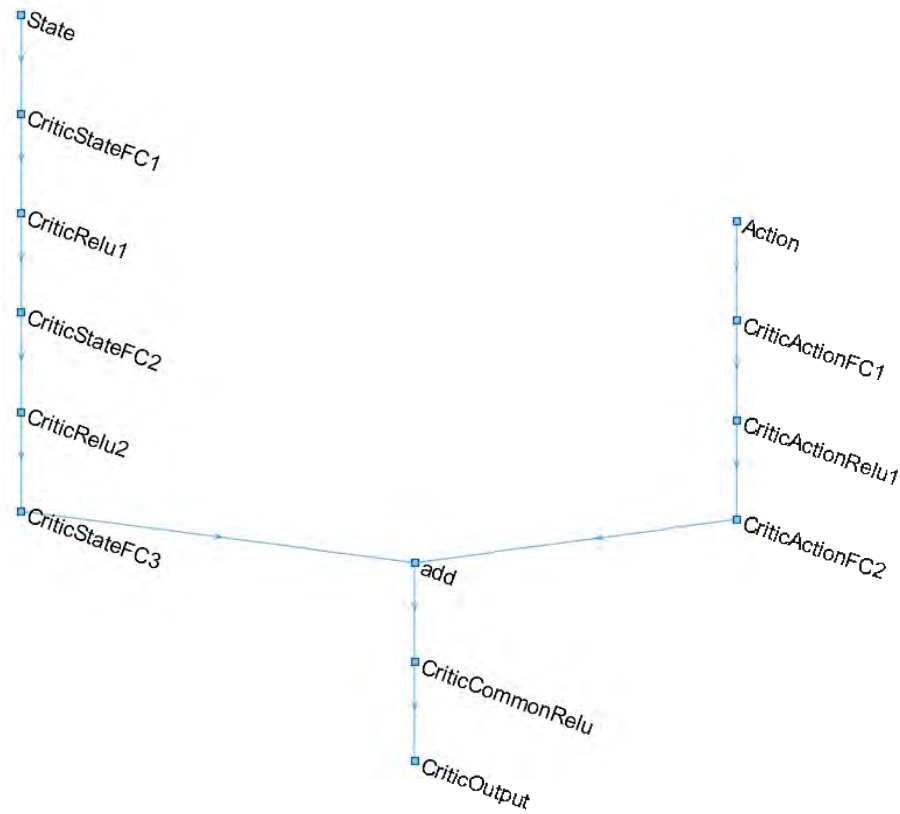 State
CriticStateFC1
CriticRelu1
CriticStateFC2
CriticRelu2
CriticStateFC3
Action
CriticActionFC1
CriticActionRelu1
CriticActionFC2
add
CriticCommonRelu
CriticOutput